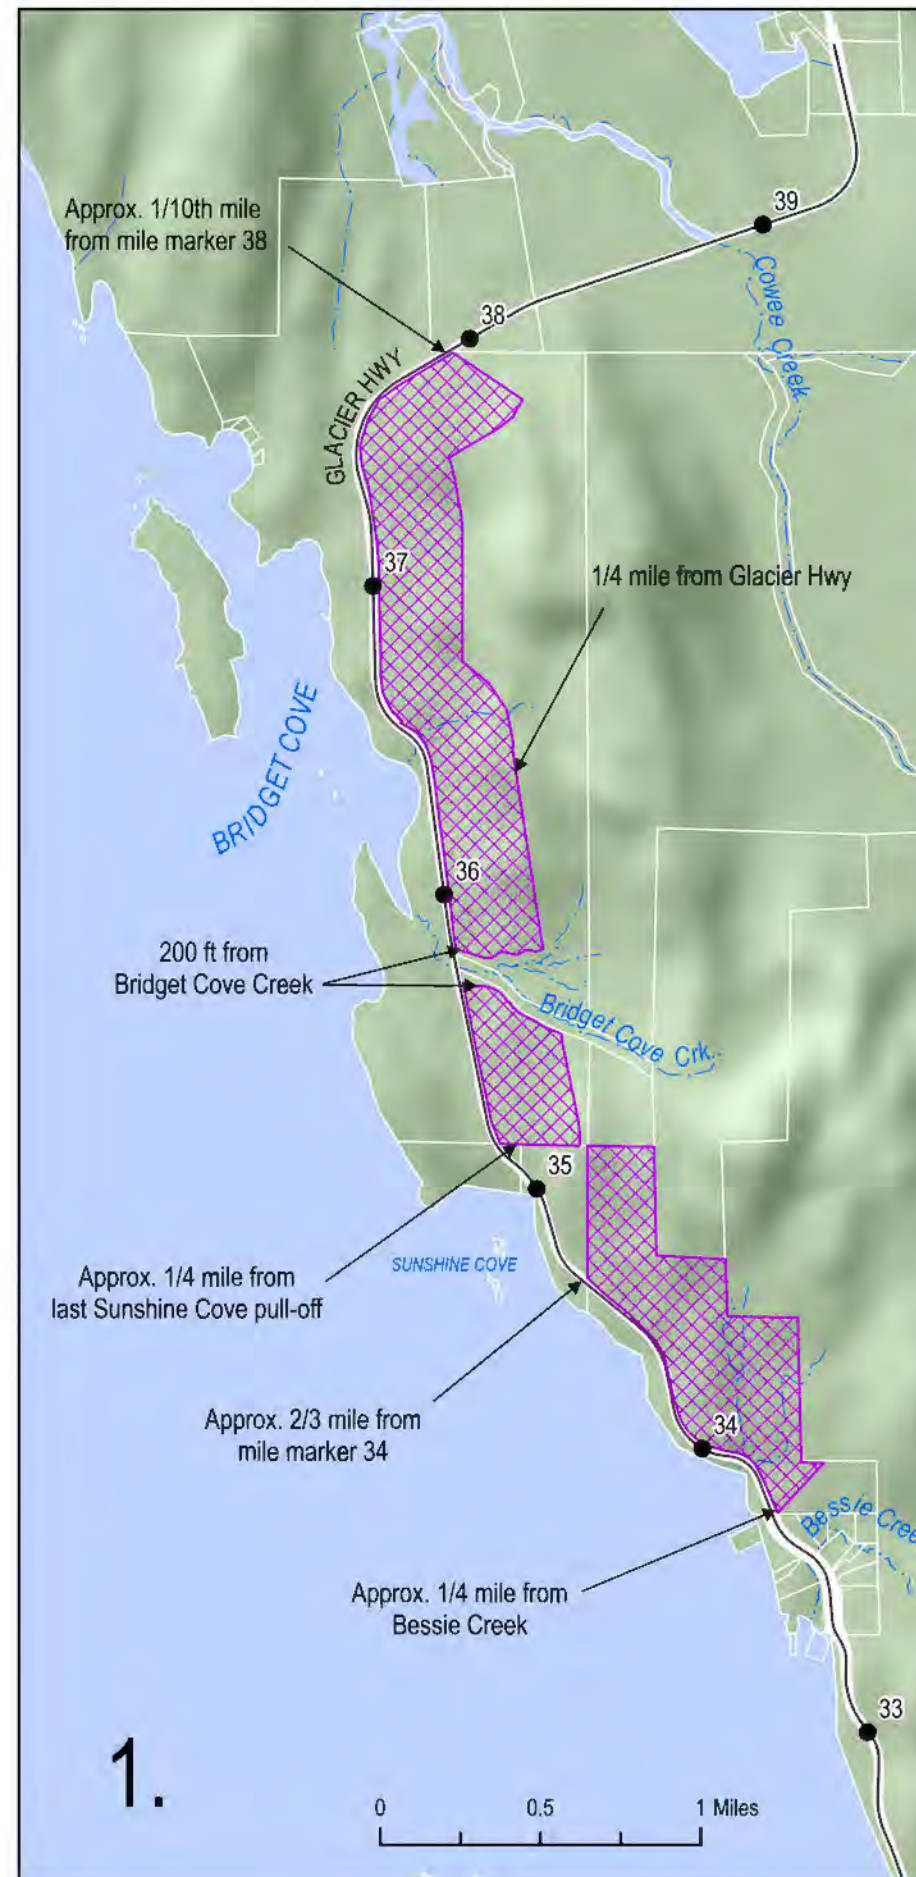 Approx. 1/10th mile
from mile marker 38
39
Cowee Creek
38
GLACIER HWY
37
1/4 mile from Glacier Hwy
BRIDGET COVE
36
200 ft from
Bridget Cove Creek
Bridget Cove Crk.
35
SUNSHINE COVE
Approx. 1/4 mile from
last Sunshine Cove pull-off
Approx. 2/3 mile from
mile marker 34
34
Bessie Cree
Approx. 1/4 mile from
Bessie Creek
33
1.
0 0.5 1 Miles